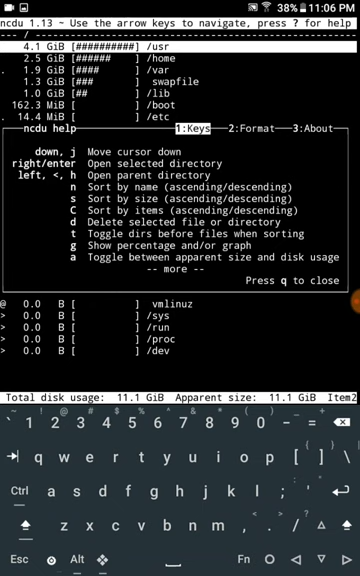 38% 11:06 PM
ncdu 1.13 ~ Use the arrow keys to navigate, press ? for help
--- / ---
4.1 GiB [##########] /usr
2.5 GiB [###### ] /home
. 1.9 GiB [#### ] /var
1.3 GiB [### ] swapfile
1.0 GiB [## ] /lib
162.3 MiB [ ] /boot
. 14.4 MiB [ ] /etc
ncdu help 1:Keys 2:Format 3:About
down, j Move cursor down
right/enter Open selected directory
left, <, h Open parent directory
n Sort by name (ascending/descending)
s Sort by size (ascending/descending)
C Sort by items (ascending/descending)
d Delete selected file or directory
t Toggle dirs before files when sorting
g Show percentage and/or graph
a Toggle between apparent size and disk usage
-- more --
Press q to close
@ 0.0 B [ ] vmlinuz
> 0.0 B [ ] /sys
> 0.0 B [ ] /run
> 0.0 B [ ] /proc
> 0.0 B [ ] /dev
Total disk usage: 11.1 GiB Apparent size: 11.1 GiB Item2
~ ! @ # $ % ^ & * ( ) _ +
` 1 2 3 4 5 6 7 8 9 0 - =
{ } |
q w e r t y u i o p [ ] \
: "
Ctrl a s d f g h j k l ; '
< > ?
z x c v b n m , . /
Esc Alt Fn